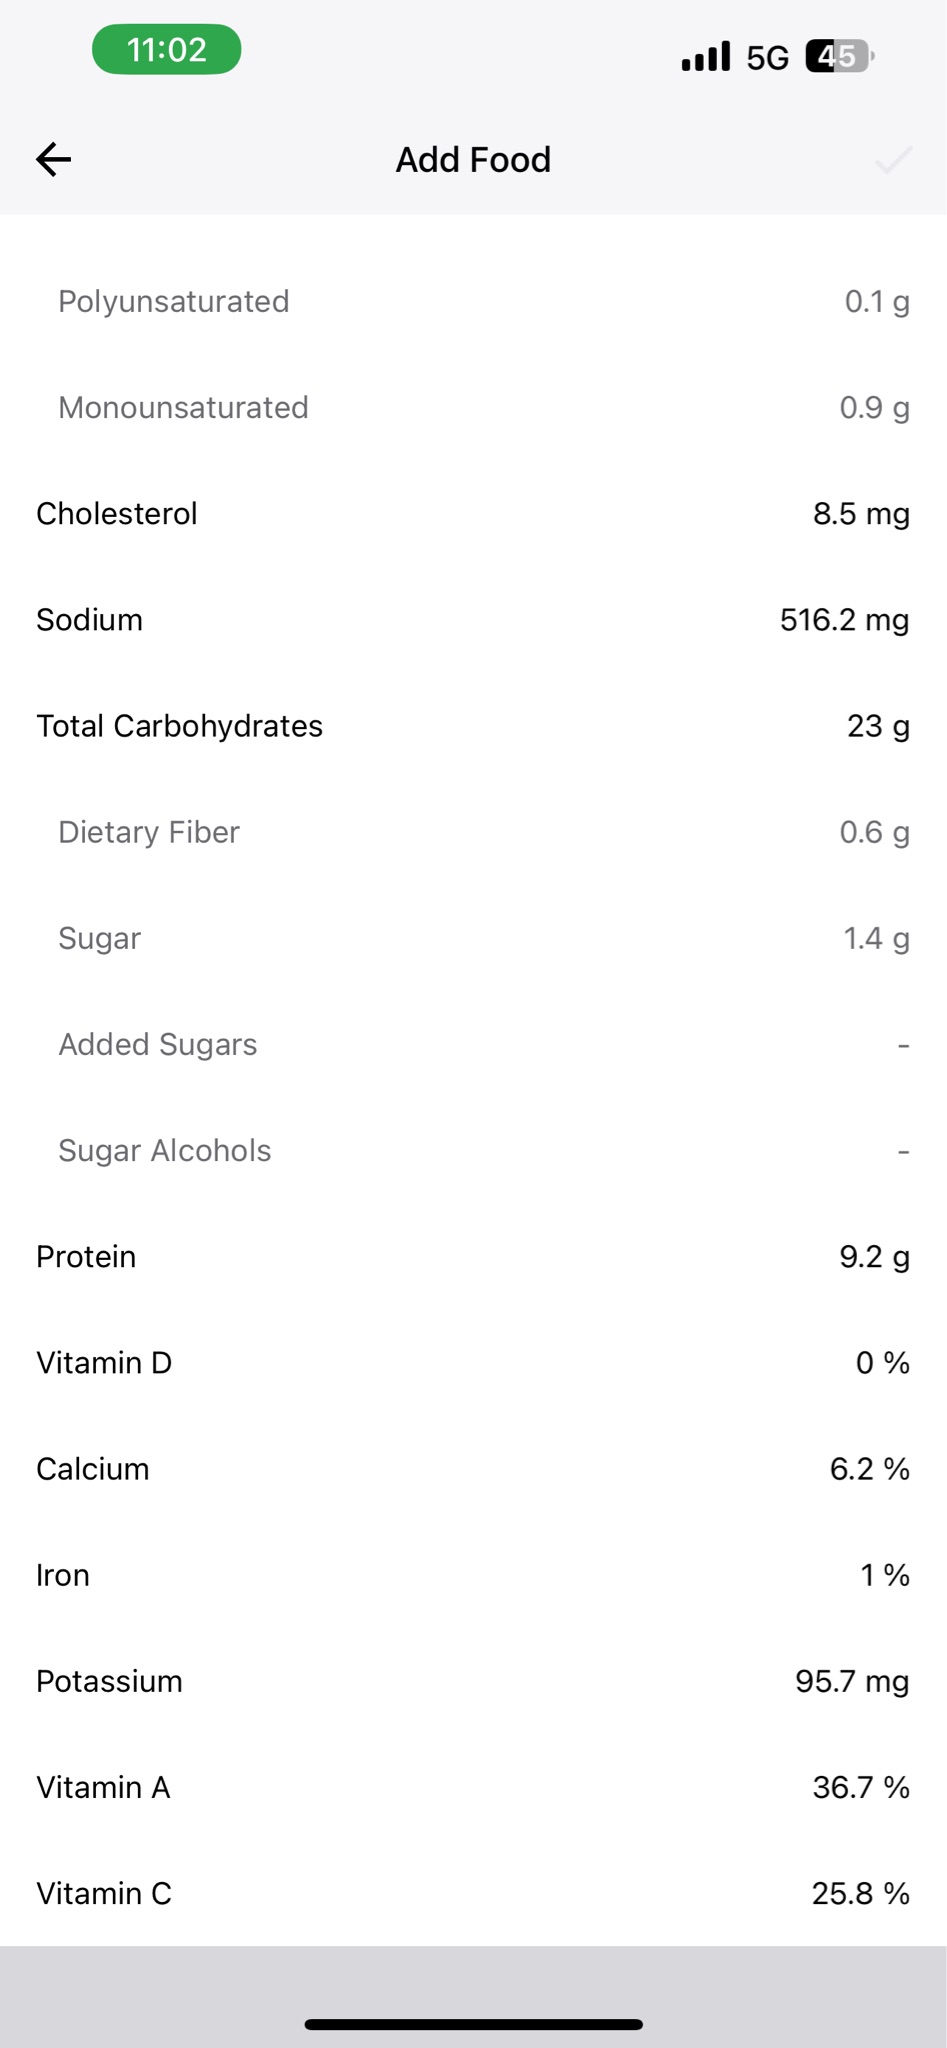 11:02 5G 45
Add Food
Polyunsaturated 0.1 g
Monounsaturated 0.9 g
Cholesterol 8.5 mg
Sodium 516.2 mg
Total Carbohydrates 23 g
Dietary Fiber 0.6 g
Sugar 1.4 g
Added Sugars -
Sugar Alcohols -
Protein 9.2 g
Vitamin D 0 %
Calcium 6.2 %
Iron 1 %
Potassium 95.7 mg
Vitamin A 36.7 %
Vitamin C 25.8 %